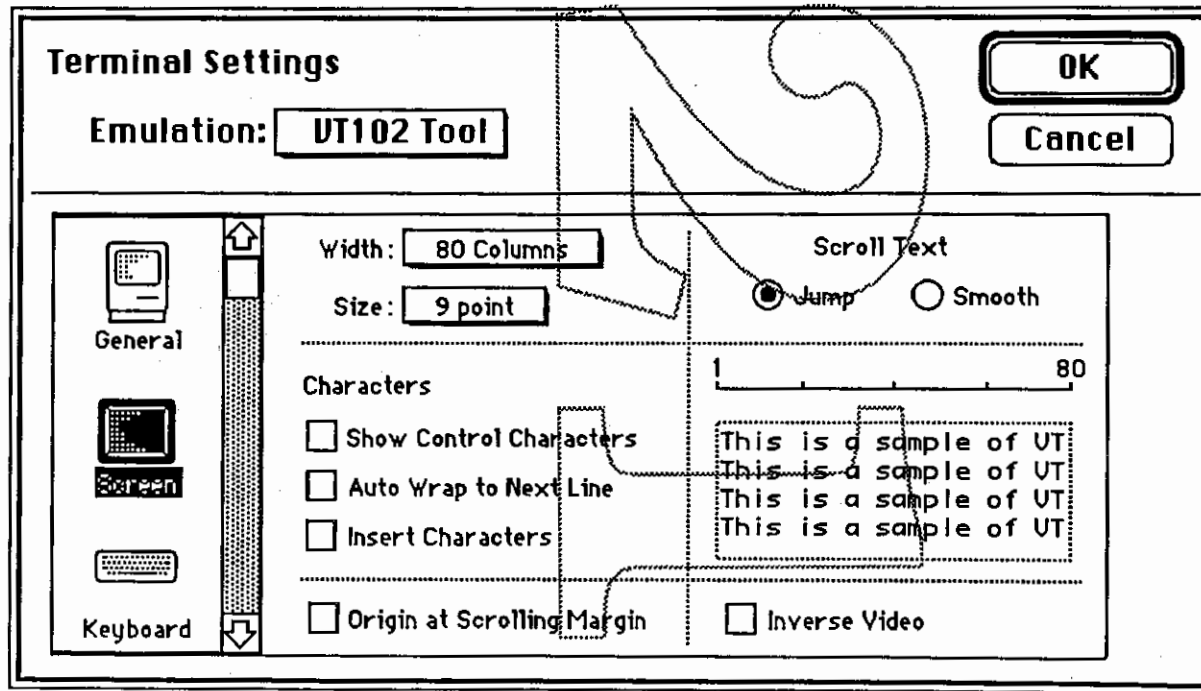 Terminal Settings
OK
Emulation: VT102 Tool
Cancel
General
Screen
Keyboard
Width: 80 Columns
Size: 9 point
Scroll Text
Jump
Smooth
Characters
Show Control Characters
Auto Wrap to Next Line
Insert Characters
1 80
This is a sample of VT
This is a sample of VT
This is a sample of VT
This is a sample of VT
Origin at Scrolling Margin
Inverse Video